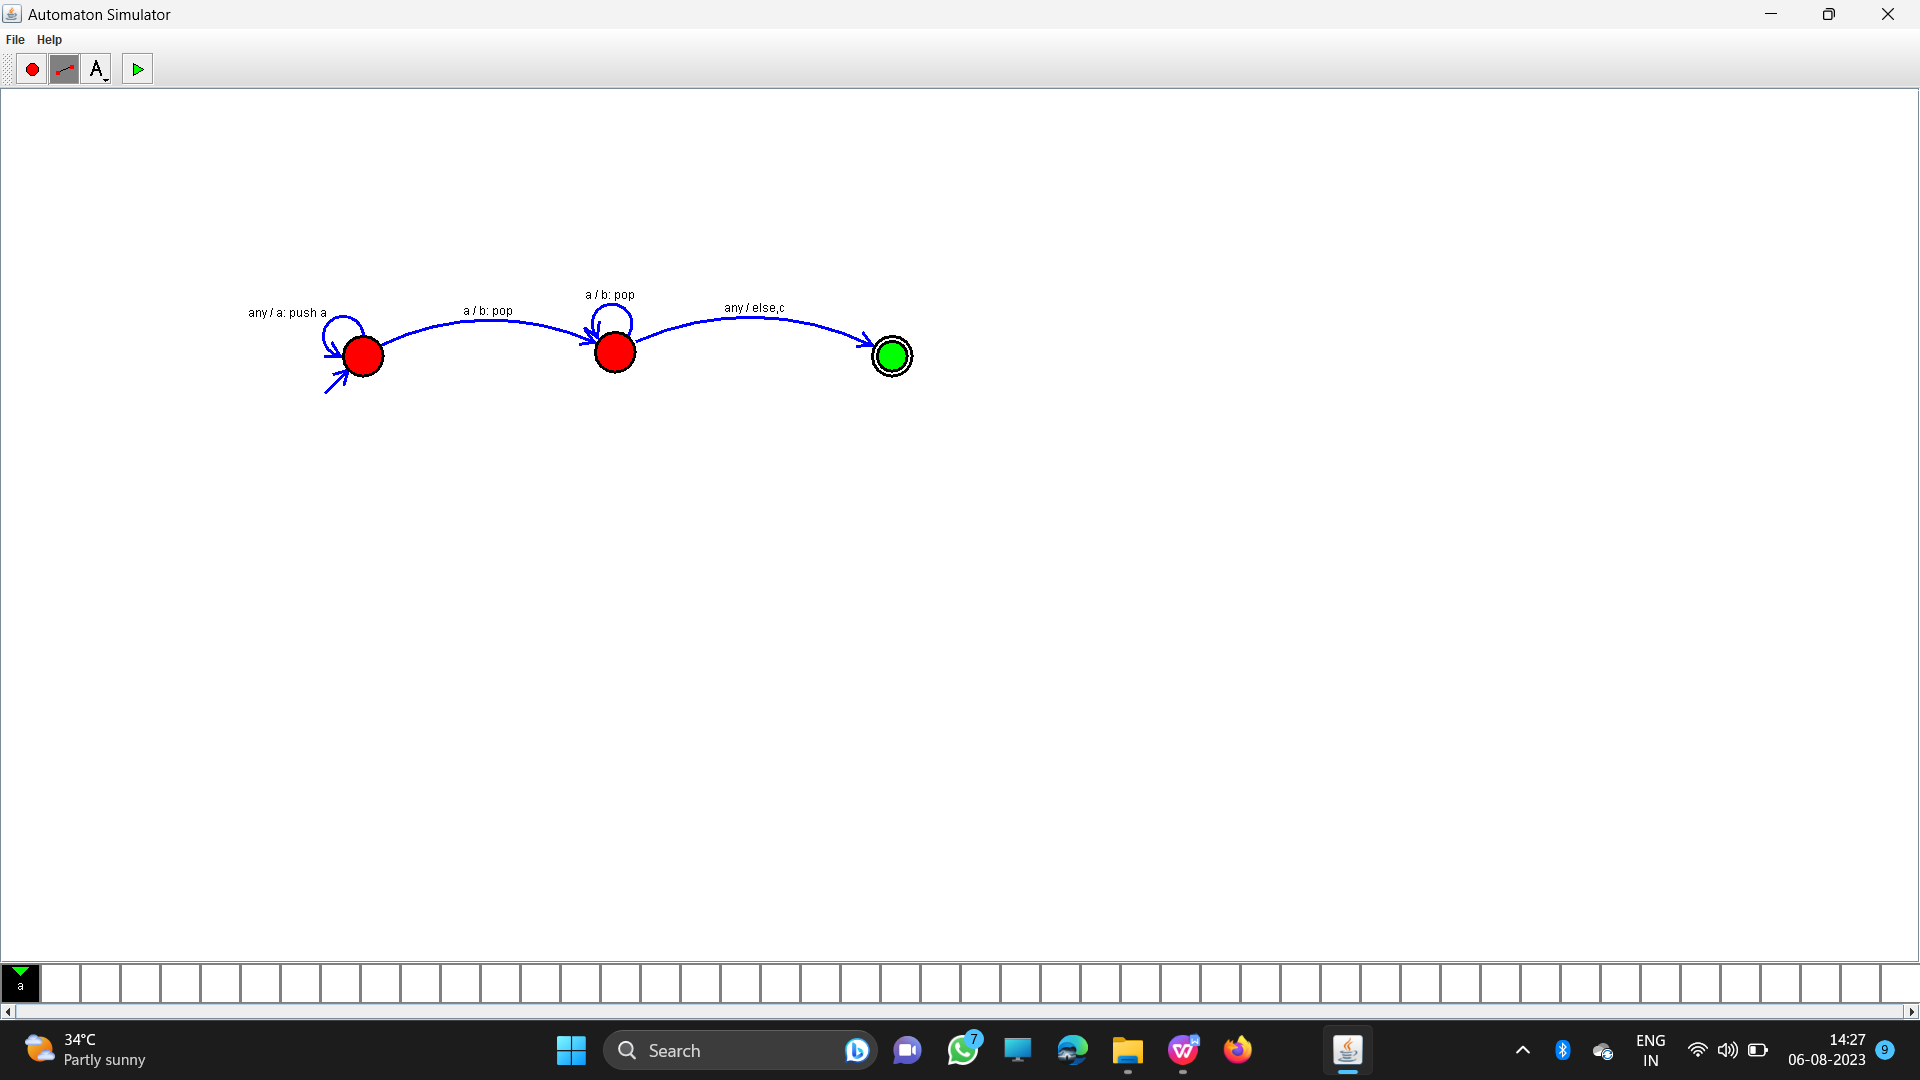 Automaton Simulator
File Help
A
a / b: pop
any / else,c
a / b: pop
any / a: push a
a
34°C
Partly sunny
Search
7
ENG
IN
14:27
06-08-2023
9